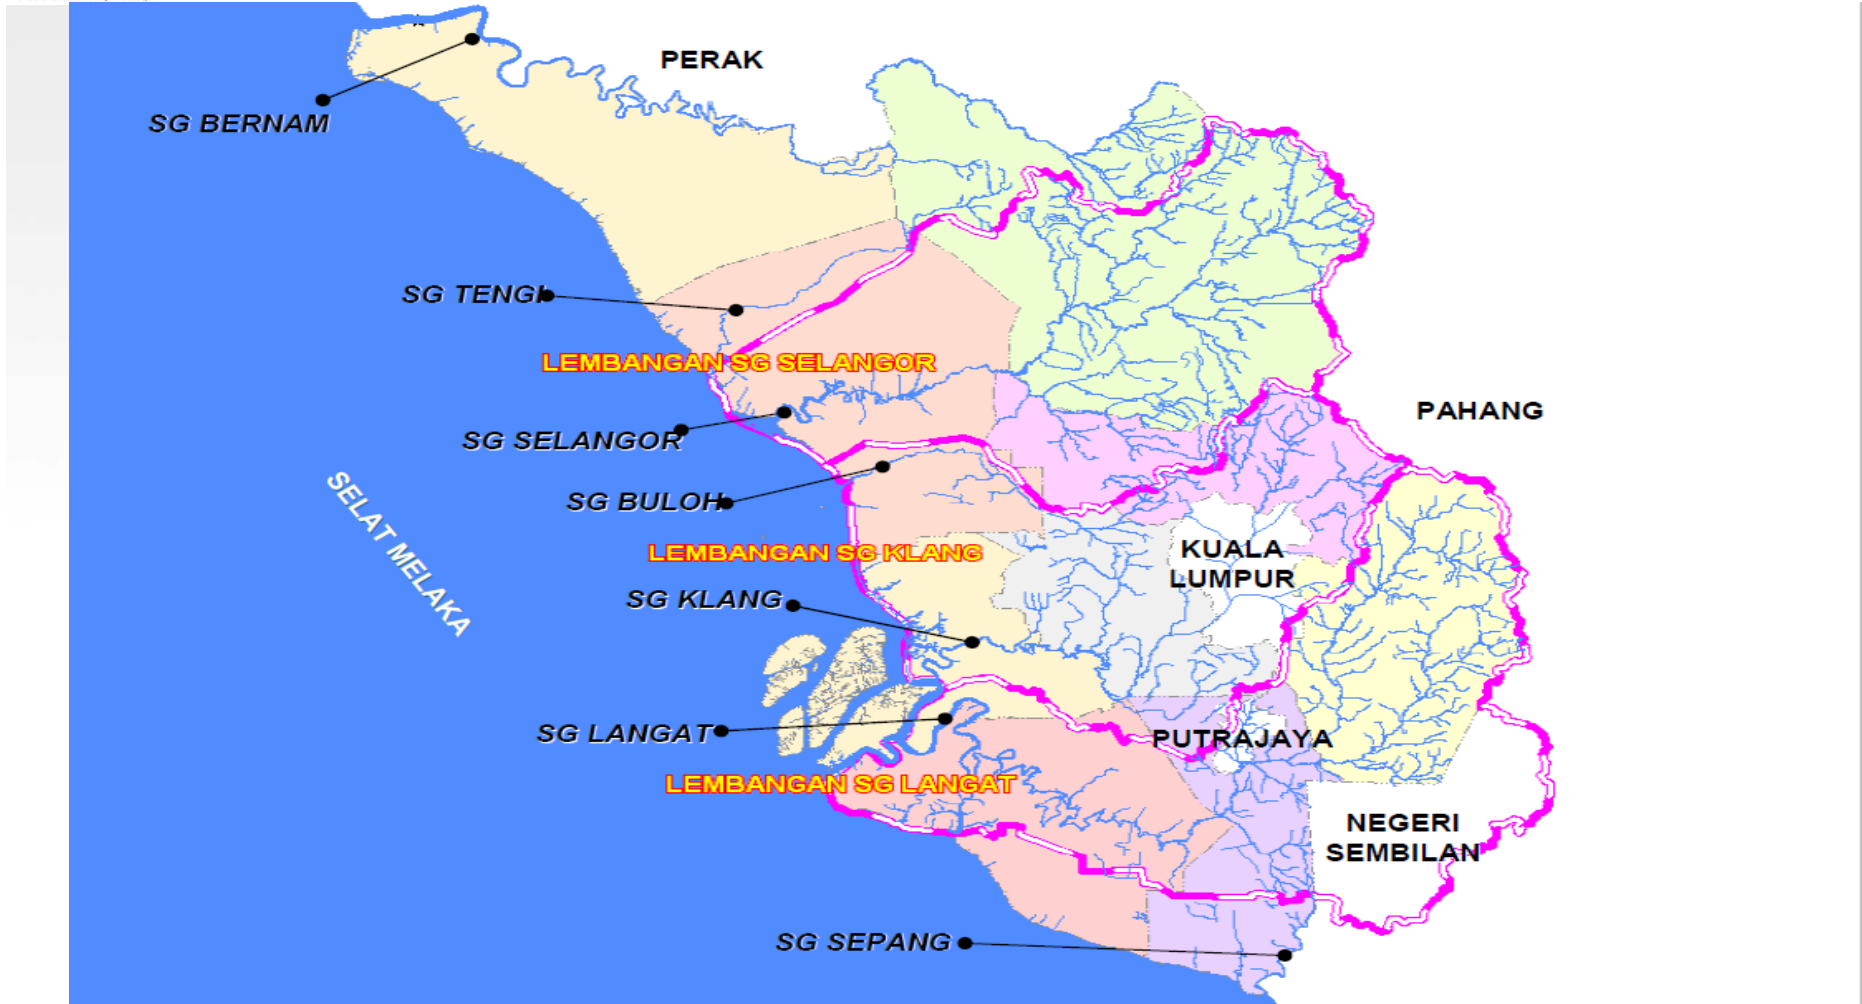 PERAK
SG BERNAM
SG TENGI
LEMBANGAN SG SELANGOR
PAHANG
SG SELANGOR
SG BULOH
SELAT MELAKA
LEMBANGAN SG KLANG
KUALA
LUMPUR
SG KLANG
SG LANGAT
PUTRAJAYA
LEMBANGAN SG LANGAT
NEGERI
SEMBILAN
SG SEPANG